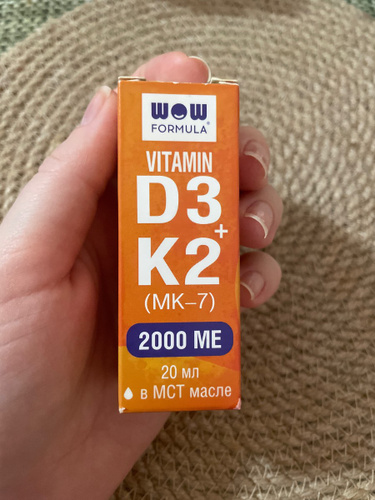 WOW
FORMULA®
VITAMIN
D3+
K2
(MK–7)
2000 МЕ
20 мл
в МСТ масле